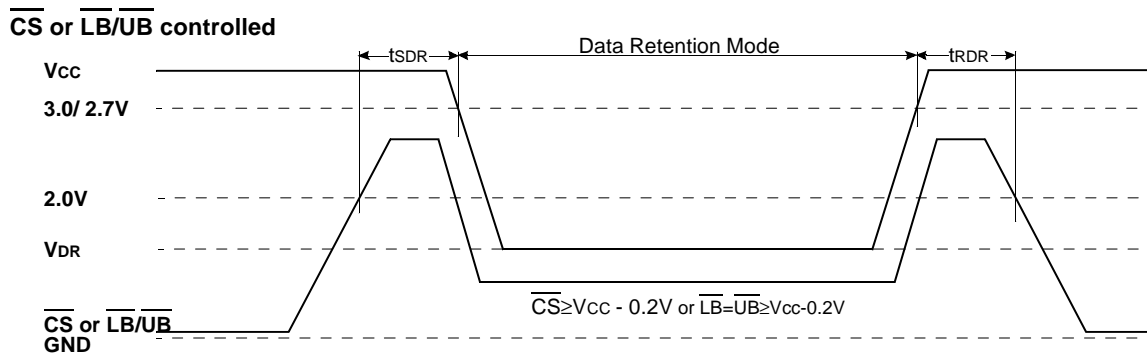 CS or LB/UB controlled
tSDR Data Retention Mode tRDR
VCC
3.0/ 2.7V
2.0V
VDR
CS≥VCC - 0.2V or LB=UB≥Vcc-0.2V
CS or LB/UB
GND